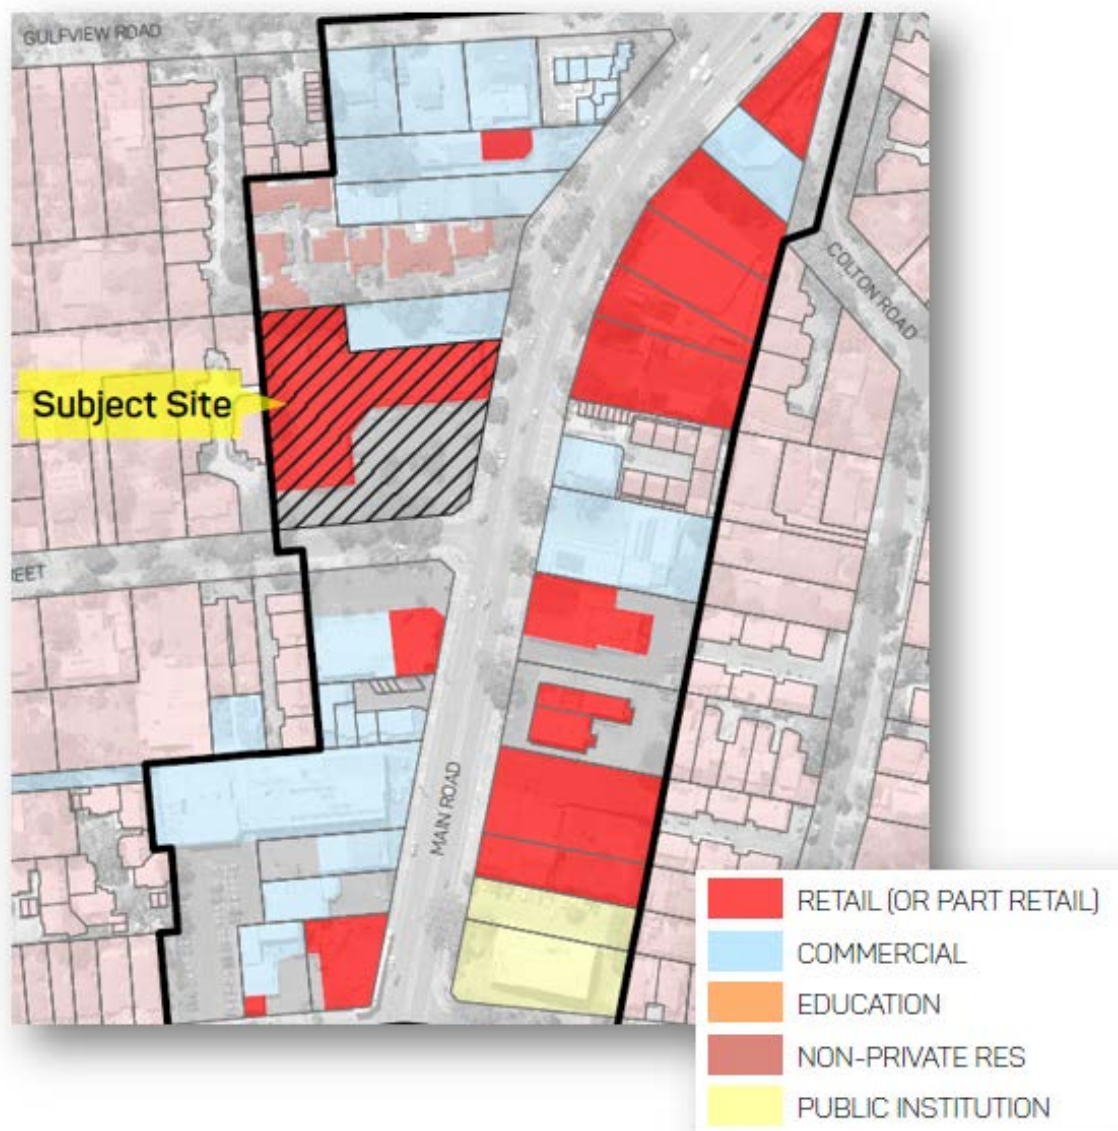 GULFVIEW ROAD
COLTON ROAD
Subject Site
REET
MAIN ROAD
RETAIL (OR PART RETAIL)
COMMERCIAL
EDUCATION
NON-PRIVATE RES
PUBLIC INSTITUTION